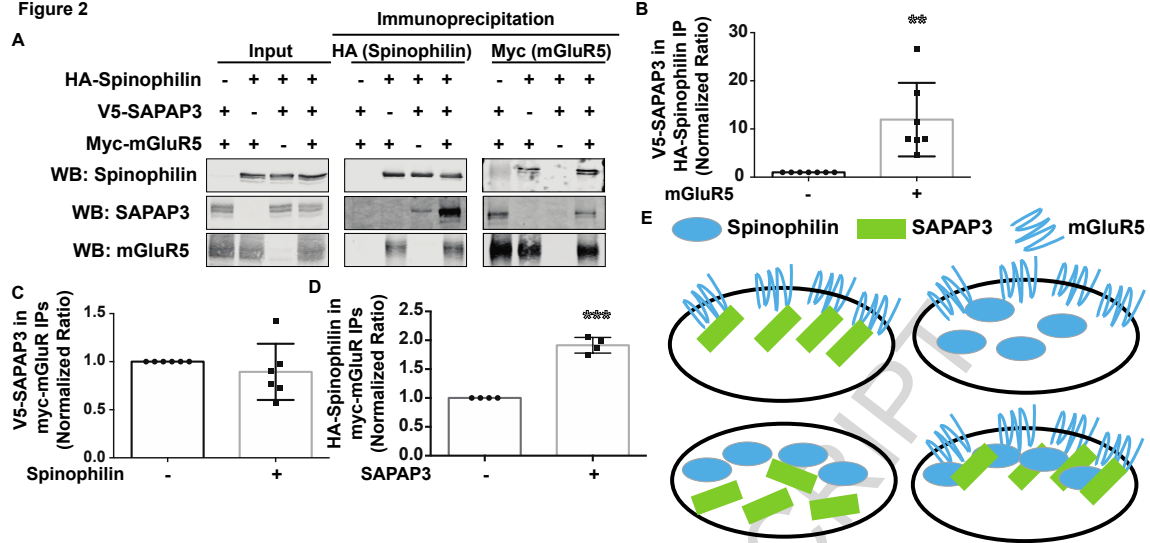 Figure 2
A
Immunoprecipitation
Input
HA (Spinophilin)
Myc (mGluR5)
HA-Spinophilin - + + + - + + + - + + +
V5-SAPAP3 + - + + + - + + + - + +
Myc-mGluR5 + + - + + + - + + + - +
WB: Spinophilin
WB: SAPAP3
WB: mGluR5
B
V5-SAPAP3 in
HA-Spinophilin IP
(Normalized Ratio)
30
20
10
0
**
mGluR5 - +
C
V5-SAPAP3 in
myc-mGluR IPs
(Normalized Ratio)
1.5
1.0
0.5
0.0
Spinophilin - +
D
HA-Spinophilin in
myc-mGluR IPs
(Normalized Ratio)
2.5
2.0
1.5
1.0
0.5
0.0
***
SAPAP3 - +
E
Spinophilin
SAPAP3
mGluR5
CRIPT